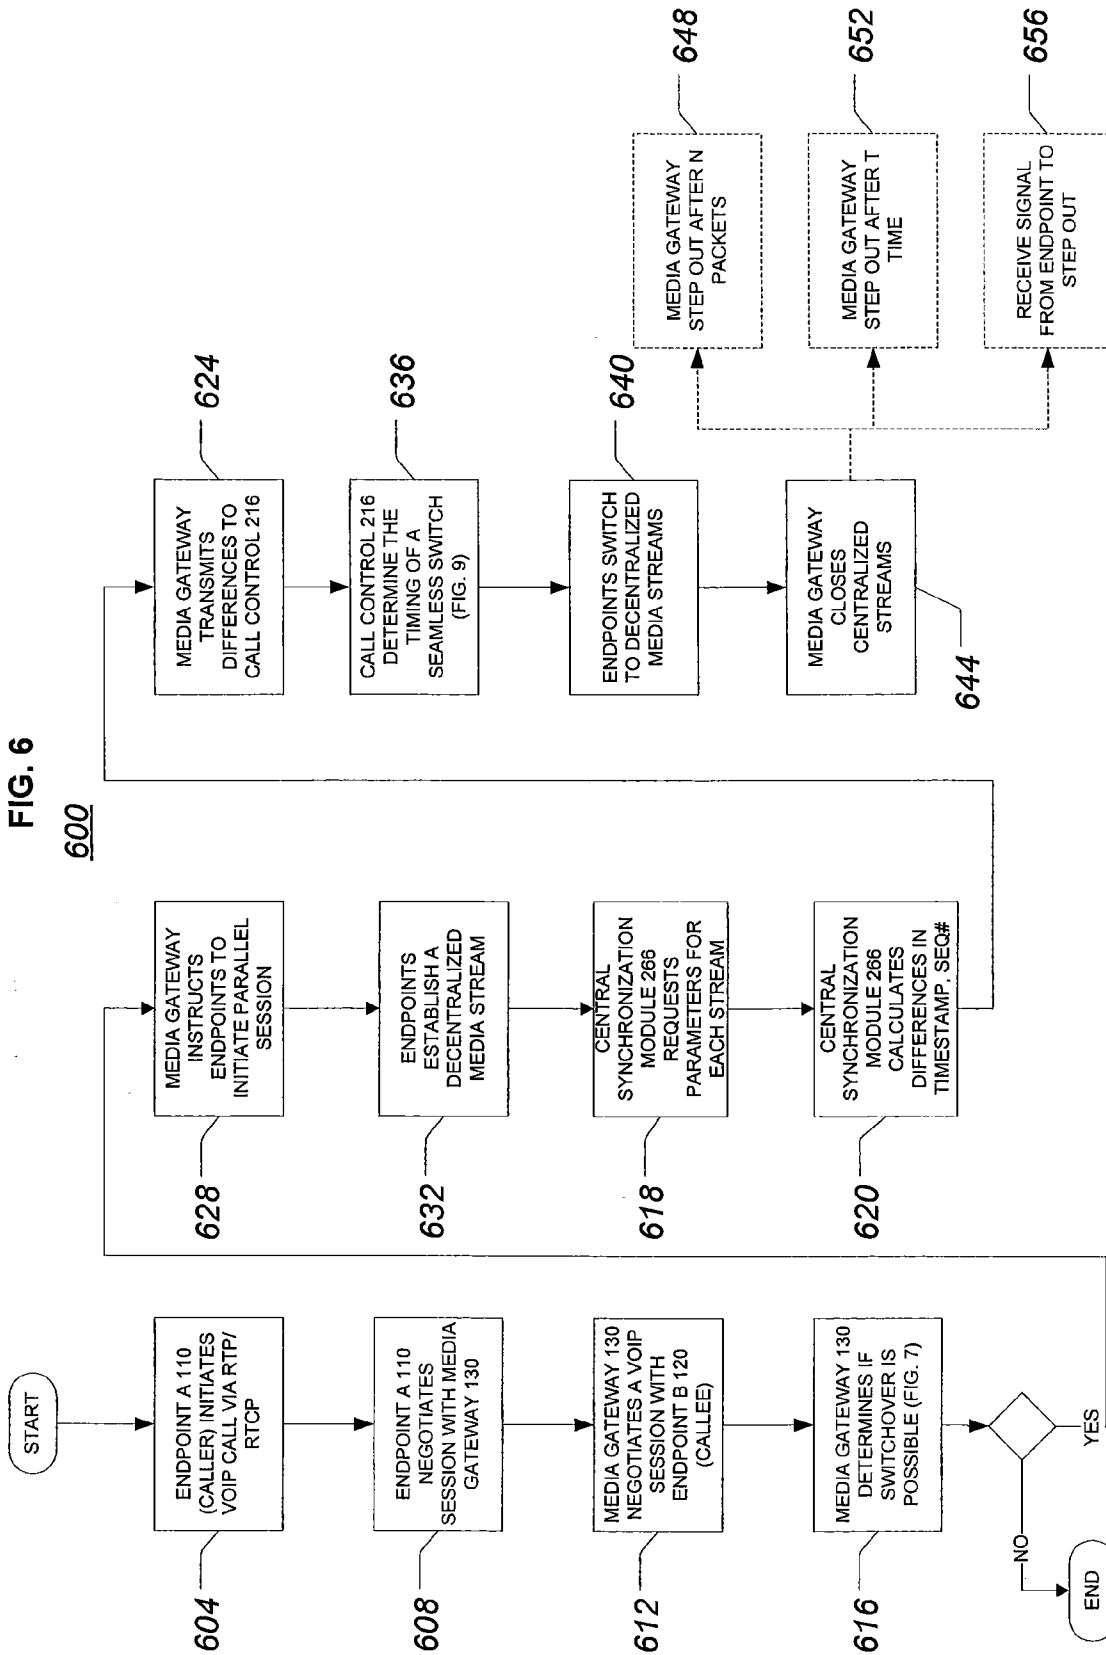 FIG. 6
600
START
ENDPOINT A 110
(CALLER) INITIATES
VOIP CALL VIA RTP/
RTCP
604
ENDPOINT A 110
NEGOTIATES
SESSION WITH MEDIA
GATEWAY 130
608
MEDIA GATEWAY 130
NEGOTIATES A VOIP
SESSION WITH
ENDPOINT B 120
(CALLEE)
612
MEDIA GATEWAY 130
DETERMINES IF
SWITCHOVER IS
POSSIBLE (FIG. 7)
616
NO
YES
END
MEDIA GATEWAY
INSTRUCTS
ENDPOINTS TO
INITIATE PARALLEL
SESSION
628
ENDPOINTS
ESTABLISH A
DECENTRALIZED
MEDIA STREAM
632
CENTRAL
SYNCHRONIZATION
MODULE 266
REQUESTS
PARAMETERS FOR
EACH STREAM
618
CENTRAL
SYNCHRONIZATION
MODULE 266
CALCULATES
DIFFERENCES IN
TIMESTAMP, SEQ#
620
MEDIA GATEWAY
TRANSMITS
DIFFERENCES TO
CALL CONTROL 216
624
CALL CONTROL 216
DETERMINE THE
TIMING OF A
SEAMLESS SWITCH
(FIG. 9)
636
ENDPOINTS SWITCH
TO DECENTRALIZED
MEDIA STREAMS
640
MEDIA GATEWAY
CLOSES
CENTRALIZED
STREAMS
644
MEDIA GATEWAY
STEP OUT AFTER N
PACKETS
648
MEDIA GATEWAY
STEP OUT AFTER T
TIME
652
RECEIVE SIGNAL
FROM ENDPOINT TO
STEP OUT
656